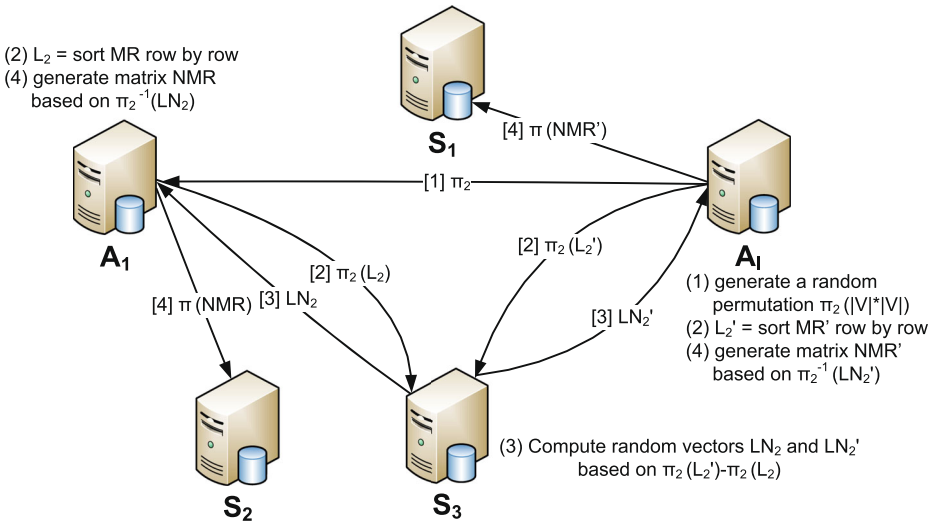 (2) L₂ = sort MR row by row
(4) generate matrix NMR
based on π₂⁻¹(LN₂)
S₁
[4] π (NMR’)
[1] π₂
A₁
A_I
[2] π₂ (L₂')
[2] π₂ (L₂)
[4] π (NMR)
[3] LN₂
[3] LN₂'
(1) generate a random
permutation π₂ (|V|*|V|)
(2) L₂' = sort MR’ row by row
(4) generate matrix NMR’
based on π₂⁻¹ (LN₂')
(3) Compute random vectors LN₂ and LN₂'
based on π₂ (L₂')-π₂ (L₂)
S₂
S₃